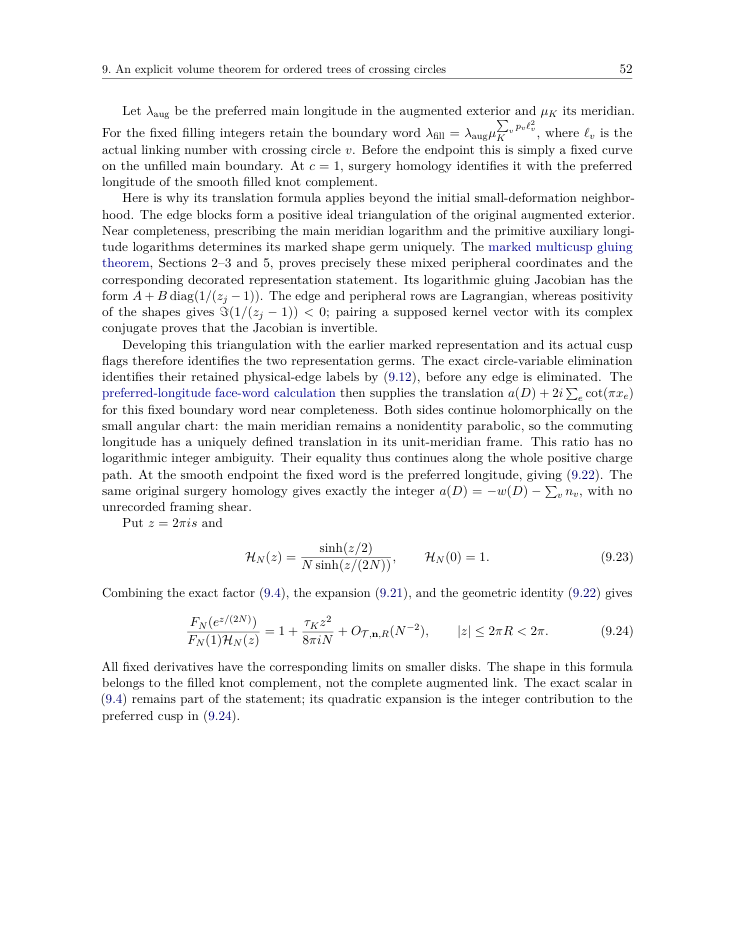 9. An explicit volume theorem for ordered trees of crossing circles 52
Let λ_aug be the preferred main longitude in the augmented exterior and μ_K its meridian.
For the fixed filling integers retain the boundary word λ_fill = λ_aug μ_K^{∑_v p_v ℓ_v^2}, where ℓ_v is the
actual linking number with crossing circle v. Before the endpoint this is simply a fixed curve
on the unfilled main boundary. At c = 1, surgery homology identifies it with the preferred
longitude of the smooth filled knot complement.
Here is why its translation formula applies beyond the initial small-deformation neighbor-
hood. The edge blocks form a positive ideal triangulation of the original augmented exterior.
Near completeness, prescribing the main meridian logarithm and the primitive auxiliary longi-
tude logarithms determines its marked shape germ uniquely. The marked multicusp gluing
theorem, Sections 2–3 and 5, proves precisely these mixed peripheral coordinates and the
corresponding decorated representation statement. Its logarithmic gluing Jacobian has the
form A + B diag(1/(z_j − 1)). The edge and peripheral rows are Lagrangian, whereas positivity
of the shapes gives ℑ(1/(z_j − 1)) < 0; pairing a supposed kernel vector with its complex
conjugate proves that the Jacobian is invertible.
Developing this triangulation with the earlier marked representation and its actual cusp
flags therefore identifies the two representation germs. The exact circle-variable elimination
identifies their retained physical-edge labels by (9.12), before any edge is eliminated. The
preferred-longitude face-word calculation then supplies the translation a(D) + 2i ∑_e cot(πx_e)
for this fixed boundary word near completeness. Both sides continue holomorphically on the
small angular chart: the main meridian remains a nonidentity parabolic, so the commuting
longitude has a uniquely defined translation in its unit-meridian frame. This ratio has no
logarithmic integer ambiguity. Their equality thus continues along the whole positive charge
path. At the smooth endpoint the fixed word is the preferred longitude, giving (9.22). The
same original surgery homology gives exactly the integer a(D) = −w(D) − ∑_v n_v, with no
unrecorded framing shear.
Put z = 2πis and
ℋ_N(z) = sinh(z/2) / (N sinh(z/(2N))), ℋ_N(0) = 1. (9.23)
Combining the exact factor (9.4), the expansion (9.21), and the geometric identity (9.22) gives
F_N(e^{z/(2N)}) / (F_N(1)ℋ_N(z)) = 1 + τ_K z^2 / (8πiN) + O_{𝒯,n,R}(N^{−2}), |z| ≤ 2πR < 2π. (9.24)
All fixed derivatives have the corresponding limits on smaller disks. The shape in this formula
belongs to the filled knot complement, not the complete augmented link. The exact scalar in
(9.4) remains part of the statement; its quadratic expansion is the integer contribution to the
preferred cusp in (9.24).